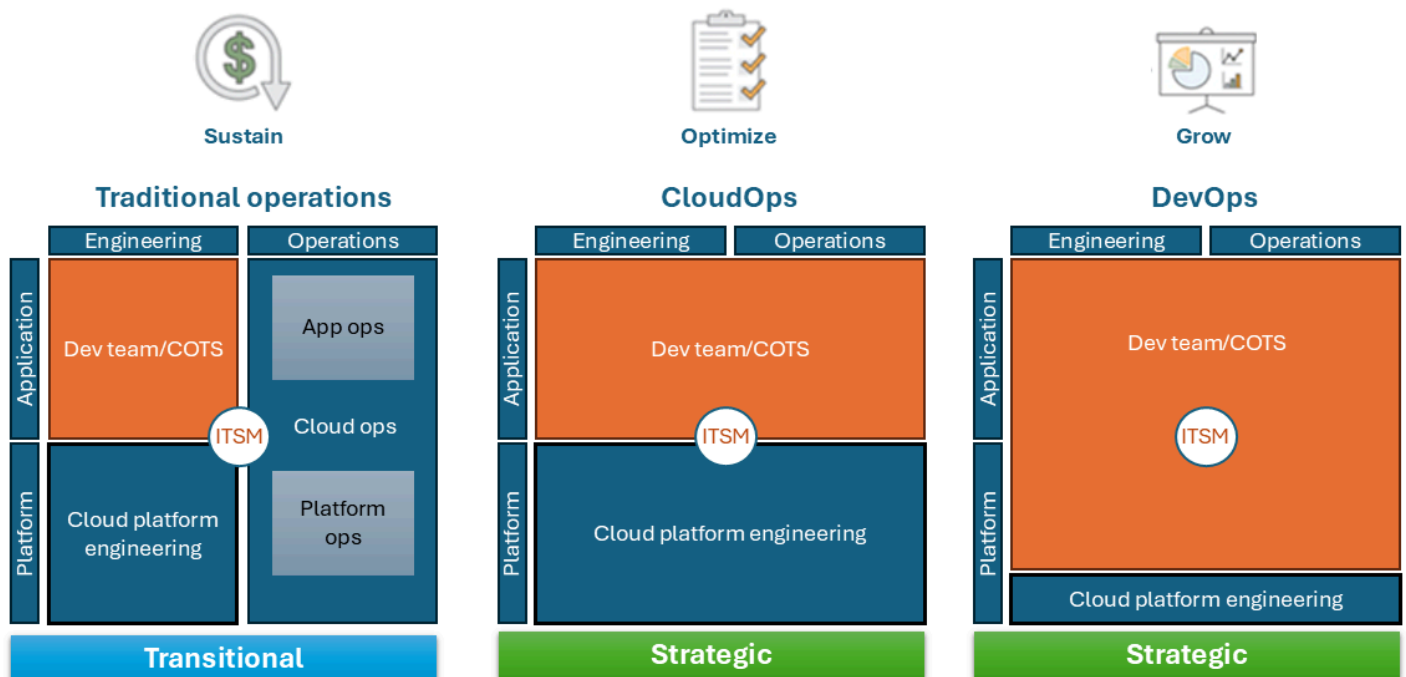 Sustain
Optimize
Grow
Traditional operations
CloudOps
DevOps
Engineering
Operations
Engineering
Operations
Engineering
Operations
Application
Platform
Dev team/COTS
App ops
ITSM
Cloud ops
Cloud platform
engineering
Platform
ops
Transitional
Application
Platform
Dev team/COTS
ITSM
Cloud platform engineering
Strategic
Application
Platform
Dev team/COTS
ITSM
Cloud platform engineering
Strategic